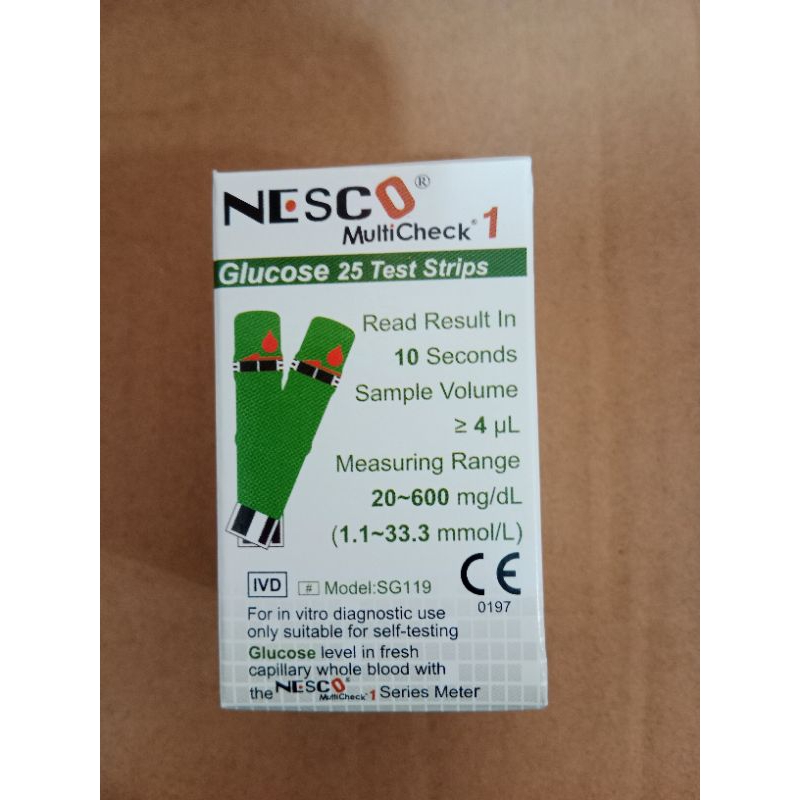 NESCO®
MultiCheck® 1
Glucose 25 Test Strips
Read Result In
10 Seconds
Sample Volume
≥ 4 µL
Measuring Range
20~600 mg/dL
(1.1~33.3 mmol/L)
IVD # Model:SG119 CE
0197
For in vitro diagnostic use
only suitable for self-testing
Glucose level in fresh
capillary whole blood with
the NESCO® MultiCheck® 1 Series Meter